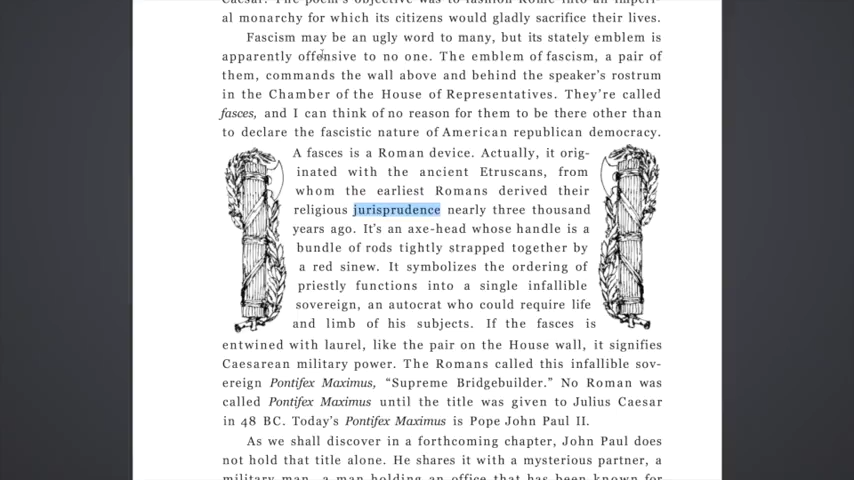 Caesar. The poem's objective was to fashion Rome into an imperi-
al monarchy for which its citizens would gladly sacrifice their lives.
Fascism may be an ugly word to many, but its stately emblem is
apparently offensive to no one. The emblem of fascism, a pair of
them, commands the wall above and behind the speaker's rostrum
in the Chamber of the House of Representatives. They're called
fasces, and I can think of no reason for them to be there other than
to declare the fascistic nature of American republican democracy.
A fasces is a Roman device. Actually, it orig-
inated with the ancient Etruscans, from
whom the earliest Romans derived their
religious jurisprudence nearly three thousand
years ago. It's an axe-head whose handle is a
bundle of rods tightly strapped together by
a red sinew. It symbolizes the ordering of
priestly functions into a single infallible
sovereign, an autocrat who could require life
and limb of his subjects. If the fasces is
entwined with laurel, like the pair on the House wall, it signifies
Caesarean military power. The Romans called this infallible sov-
ereign Pontifex Maximus, “Supreme Bridgebuilder.” No Roman was
called Pontifex Maximus until the title was given to Julius Caesar
in 48 BC. Today's Pontifex Maximus is Pope John Paul II.
As we shall discover in a forthcoming chapter, John Paul does
not hold that title alone. He shares it with a mysterious partner, a
military man, a man holding an office that has been known for